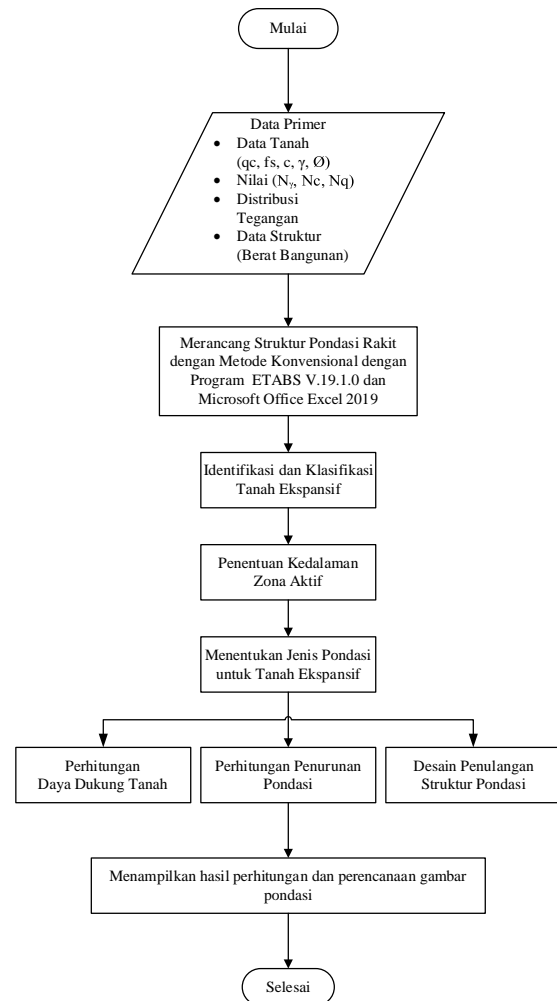 Mulai
Data Primer
• Data Tanah
(qc, fs, c, γ, Ø)
• Nilai (Nγ, Nc, Nq)
• Distribusi
Tegangan
• Data Struktur
(Berat Bangunan)
Merancang Struktur Pondasi Rakit
dengan Metode Konvensional dengan
Program ETABS V.19.1.0 dan
Microsoft Office Excel 2019
Identifikasi dan Klasifikasi
Tanah Ekspansif
Penentuan Kedalaman
Zona Aktif
Menentukan Jenis Pondasi
untuk Tanah Ekspansif
Perhitungan
Daya Dukung Tanah
Perhitungan Penurunan
Pondasi
Desain Penulangan
Struktur Pondasi
Menampilkan hasil perhitungan dan perencanaan gambar
pondasi
Selesai